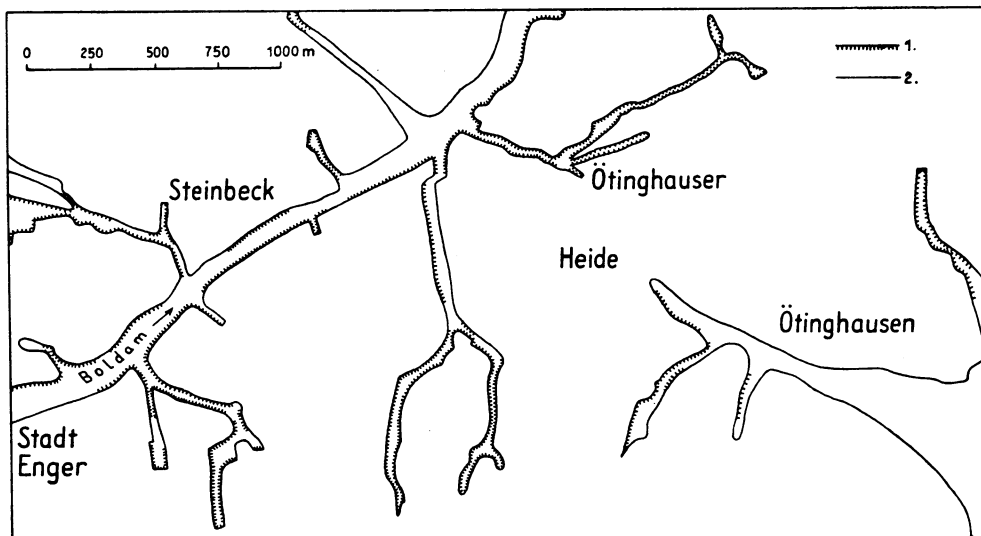 0 250 500 750 1000 m
1.
2.
Steinbeck
Ötinghauser
Heide
Ötinghausen
Boldam
Stadt
Enger